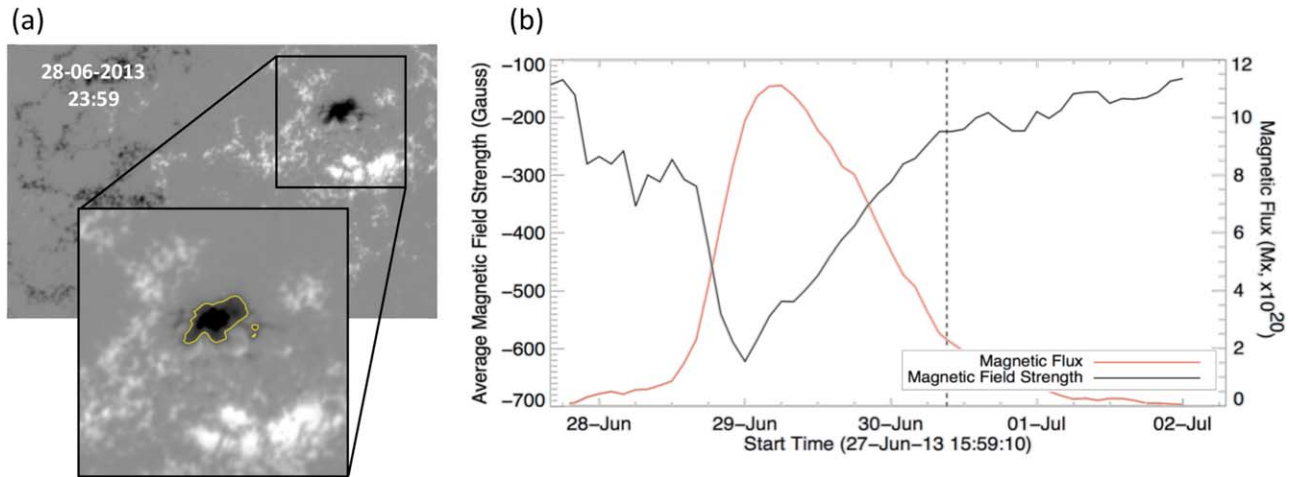 (a)
28-06-2013
23:59
(b)
Average Magnetic Field Strength (Gauss)
-100
-200
-300
-400
-500
-600
-700
12
10
8
6
4
2
0
Magnetic Flux (Mx, x10^20)
Magnetic Flux
Magnetic Field Strength
28-Jun
29-Jun
30-Jun
01-Jul
02-Jul
Start Time (27-Jun-13 15:59:10)